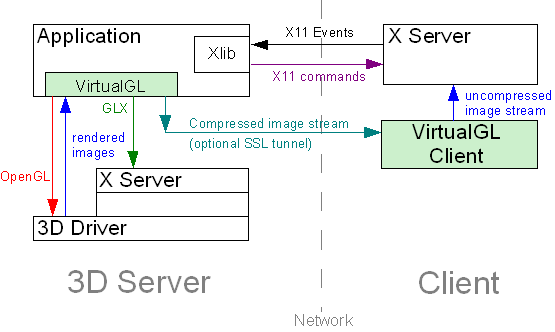 Application
Xlib
X11 Events
X Server
X11 commands
VirtualGL
GLX
uncompressed
image stream
rendered
images
Compressed image stream
(optional SSL tunnel)
VirtualGL
Client
OpenGL
X Server
3D Driver
3D Server
Client
Network